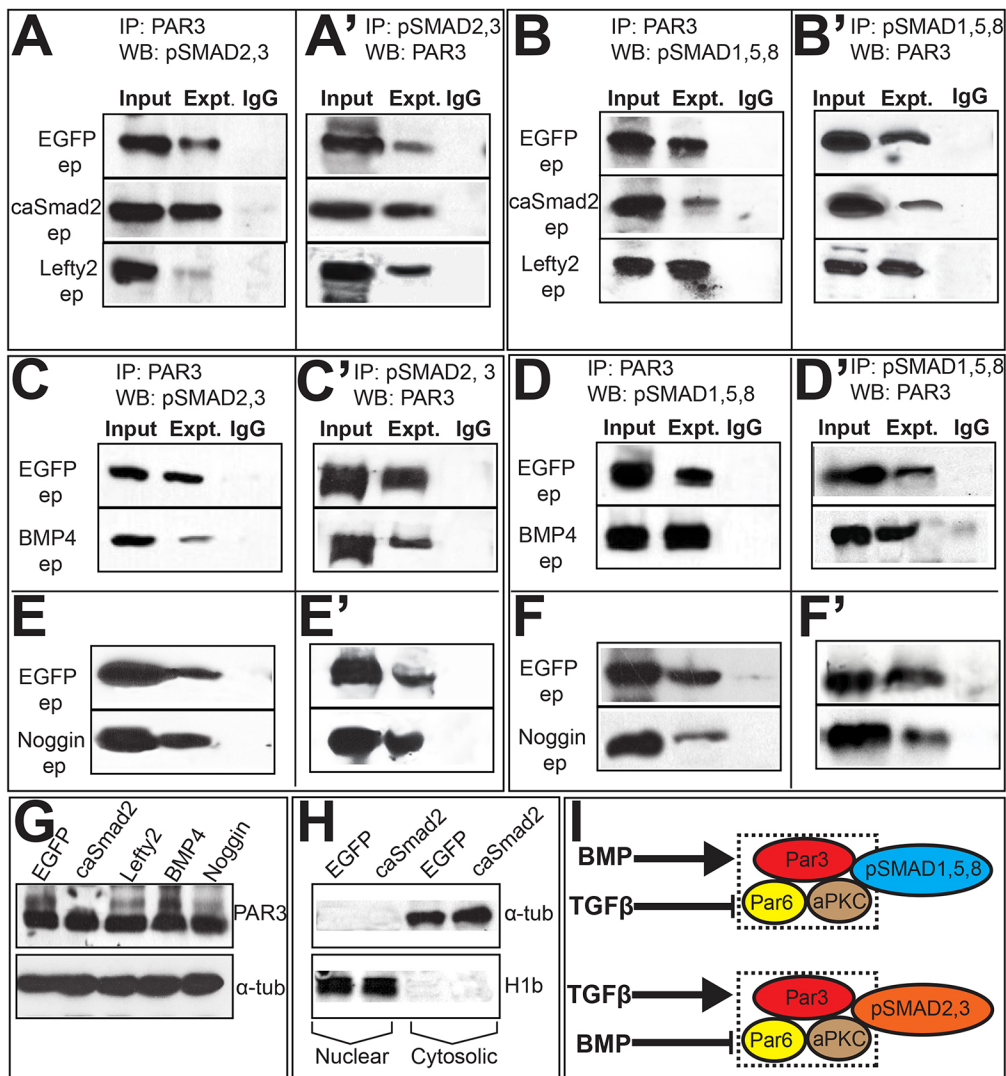 A
IP: PAR3
WB: pSMAD2,3
Input Expt. IgG
EGFP
ep
caSmad2
ep
Lefty2
ep
A'
IP: pSMAD2,3
WB: PAR3
Input Expt. IgG
B
IP: PAR3
WB: pSMAD1,5,8
Input Expt. IgG
EGFP
ep
caSmad2
ep
Lefty2
ep
B'
IP: pSMAD1,5,8
WB: PAR3
Input Expt. IgG
C
IP: PAR3
WB: pSMAD2,3
Input Expt. IgG
EGFP
ep
BMP4
ep
C'
IP: pSMAD2, 3
WB: PAR3
Input Expt. IgG
D
IP: PAR3
WB: pSMAD1,5,8
Input Expt. IgG
EGFP
ep
BMP4
ep
D'
IP: pSMAD1,5,8
WB: PAR3
Input Expt. IgG
E
EGFP
ep
Noggin
ep
E'
F
EGFP
ep
Noggin
ep
F'
G
EGFP caSmad2 Lefty2 BMP4 Noggin
PAR3
α-tub
H
EGFP caSmad2 EGFP caSmad2
α-tub
H1b
Nuclear Cytosolic
I
BMP
Par3
pSMAD1,5,8
TGFβ
Par6 aPKC
TGFβ
Par3
pSMAD2,3
BMP
Par6 aPKC